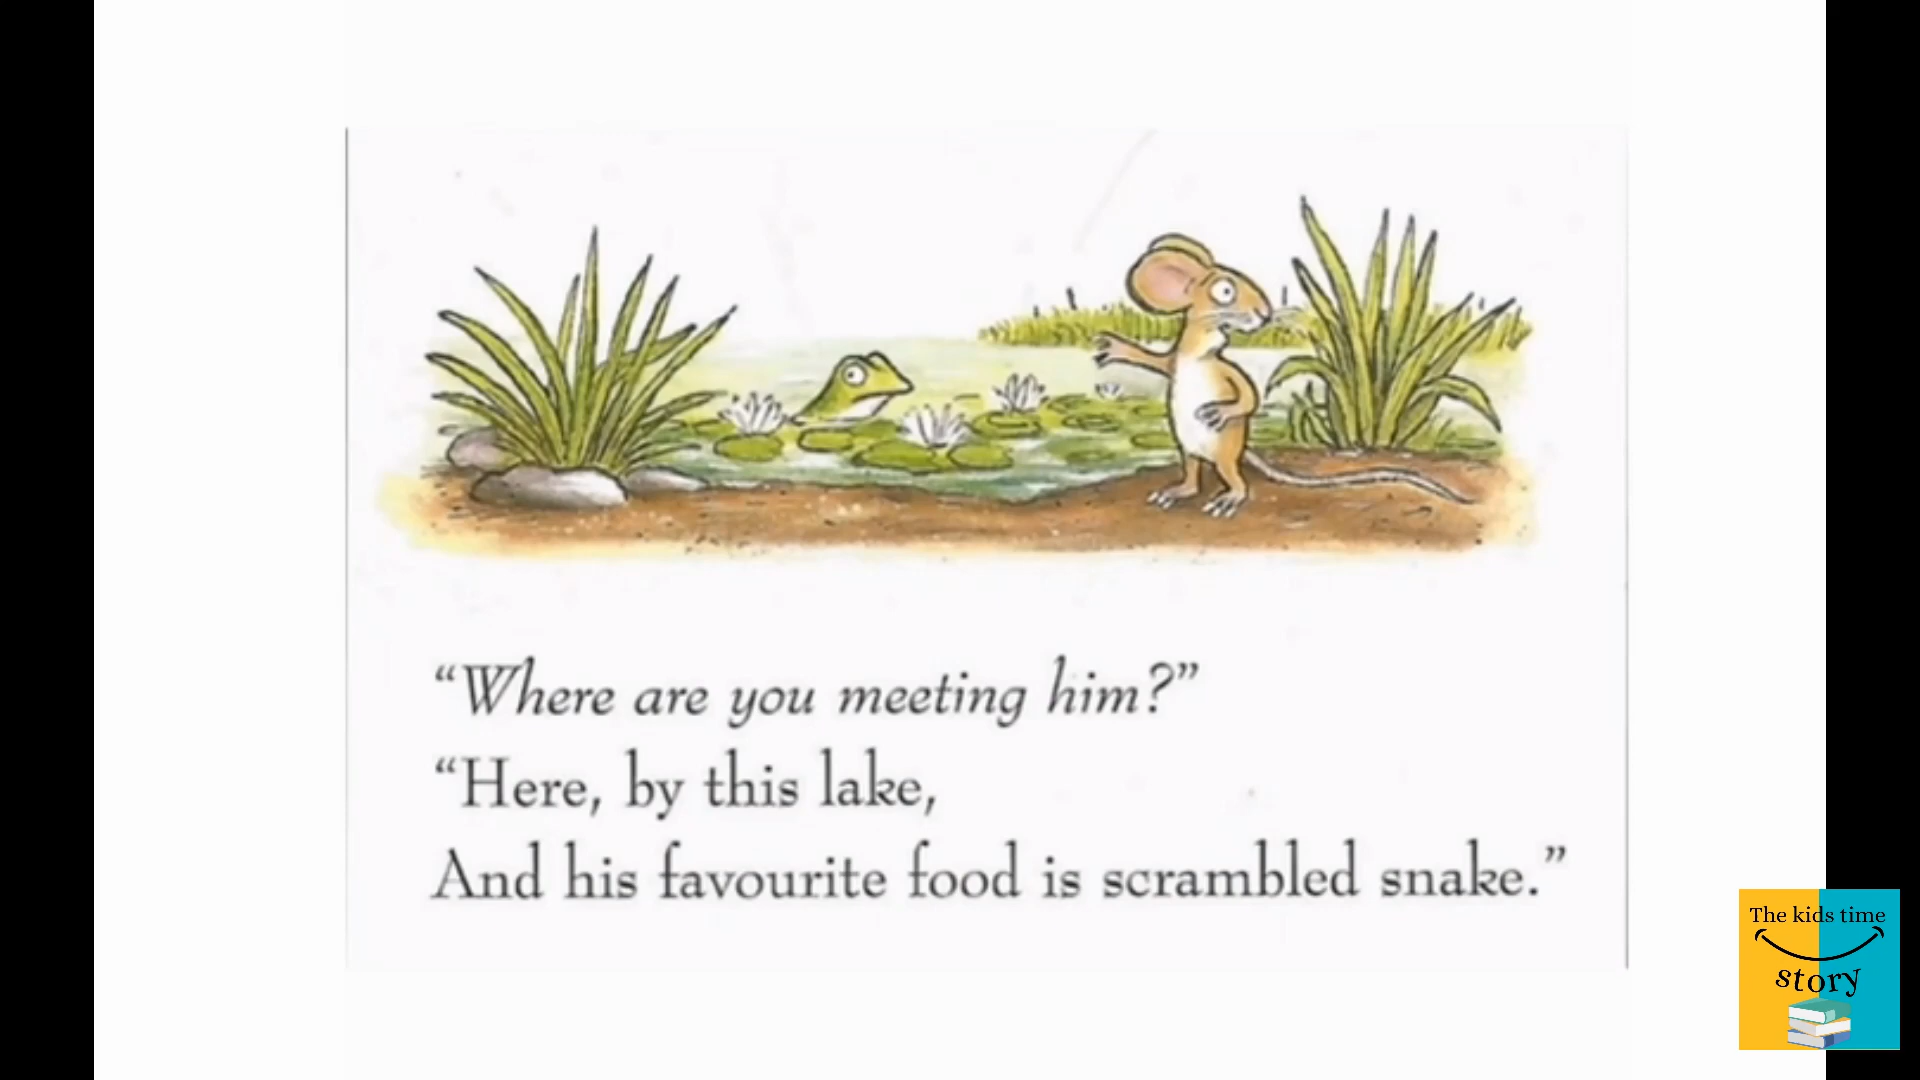 “Where are you meeting him?”
“Here, by this lake,
And his favourite food is scrambled snake.”
The kids time
story